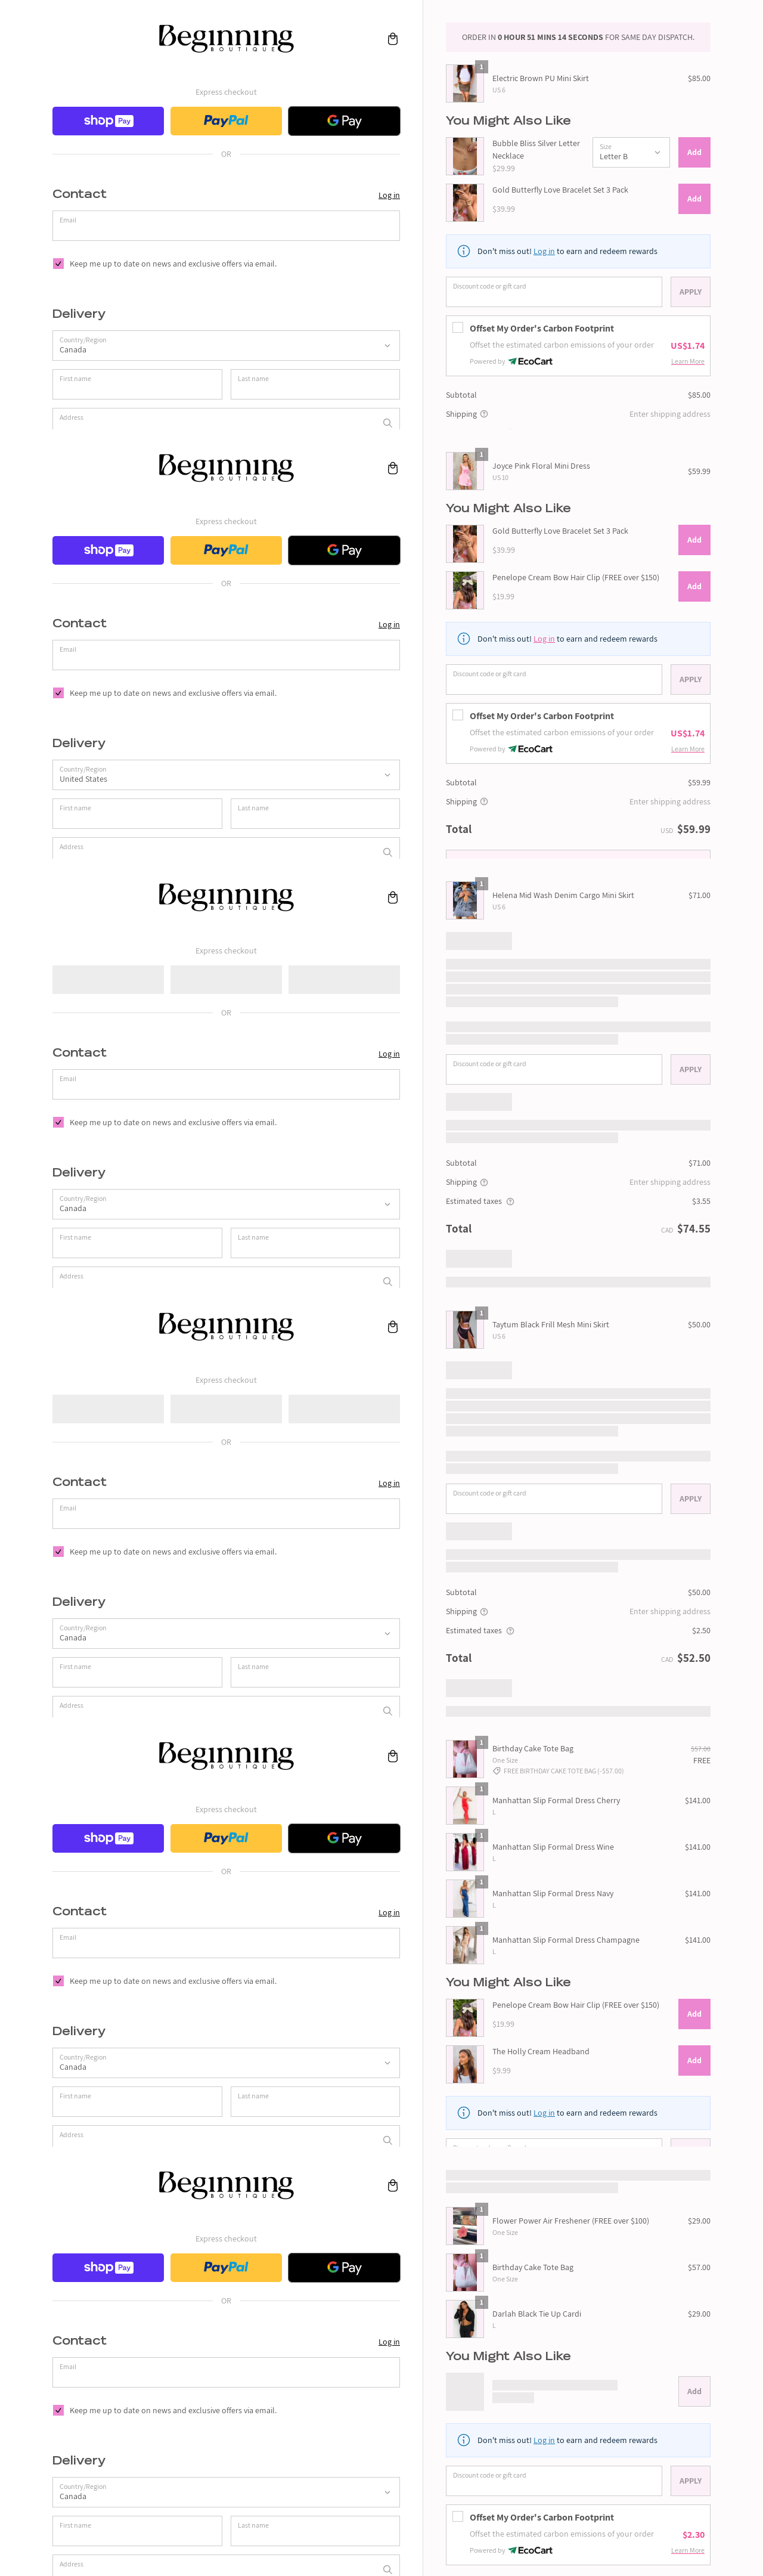 Beginning
BOUTIQUE
Express checkout
shop Pay
PayPal
G Pay
OR
Contact
Log in
Email
Keep me up to date on news and exclusive offers via email.
Delivery
Country/Region
Canada
First name
Last name
Address
ORDER IN 0 HOUR 51 MINS 14 SECONDS FOR SAME DAY DISPATCH.
1
Electric Brown PU Mini Skirt
$85.00
US 6
You Might Also Like
Bubble Bliss Silver Letter
Necklace
$29.99
Size
Letter B
Add
Gold Butterfly Love Bracelet Set 3 Pack
$39.99
Add
Don't miss out! Log in to earn and redeem rewards
Discount code or gift card
APPLY
Offset My Order's Carbon Footprint
Offset the estimated carbon emissions of your order
US$1.74
Powered by EcoCart
Learn More
Subtotal
$85.00
Shipping
Enter shipping address
Beginning
BOUTIQUE
Express checkout
shop Pay
PayPal
G Pay
OR
Contact
Log in
Email
Keep me up to date on news and exclusive offers via email.
Delivery
Country/Region
United States
First name
Last name
Address
1
Joyce Pink Floral Mini Dress
$59.99
US 10
You Might Also Like
Gold Butterfly Love Bracelet Set 3 Pack
$39.99
Add
Penelope Cream Bow Hair Clip (FREE over $150)
$19.99
Add
Don't miss out! Log in to earn and redeem rewards
Discount code or gift card
APPLY
Offset My Order's Carbon Footprint
Offset the estimated carbon emissions of your order
US$1.74
Powered by EcoCart
Learn More
Subtotal
$59.99
Shipping
Enter shipping address
Total
USD $59.99
Beginning
BOUTIQUE
Express checkout
OR
Contact
Log in
Email
Keep me up to date on news and exclusive offers via email.
Delivery
Country/Region
Canada
First name
Last name
Address
1
Helena Mid Wash Denim Cargo Mini Skirt
$71.00
US 6
Discount code or gift card
APPLY
Subtotal
$71.00
Shipping
Enter shipping address
Estimated taxes
$3.55
Total
CAD $74.55
Beginning
BOUTIQUE
Express checkout
OR
Contact
Log in
Email
Keep me up to date on news and exclusive offers via email.
Delivery
Country/Region
Canada
First name
Last name
Address
1
Taytum Black Frill Mesh Mini Skirt
$50.00
US 6
Discount code or gift card
APPLY
Subtotal
$50.00
Shipping
Enter shipping address
Estimated taxes
$2.50
Total
CAD $52.50
Beginning
BOUTIQUE
Express checkout
shop Pay
PayPal
G Pay
OR
Contact
Log in
Email
Keep me up to date on news and exclusive offers via email.
Delivery
Country/Region
Canada
First name
Last name
Address
1
Birthday Cake Tote Bag
$57.00
One Size
FREE
FREE BIRTHDAY CAKE TOTE BAG (-$57.00)
1
Manhattan Slip Formal Dress Cherry
$141.00
L
1
Manhattan Slip Formal Dress Wine
$141.00
L
1
Manhattan Slip Formal Dress Navy
$141.00
L
1
Manhattan Slip Formal Dress Champagne
$141.00
L
You Might Also Like
Penelope Cream Bow Hair Clip (FREE over $150)
$19.99
Add
The Holly Cream Headband
$9.99
Add
Don't miss out! Log in to earn and redeem rewards
Beginning
BOUTIQUE
Express checkout
shop Pay
PayPal
G Pay
OR
Contact
Log in
Email
Keep me up to date on news and exclusive offers via email.
Delivery
Country/Region
Canada
First name
Last name
Address
1
Flower Power Air Freshener (FREE over $100)
$29.00
One Size
1
Birthday Cake Tote Bag
$57.00
One Size
1
Darlah Black Tie Up Cardi
$29.00
L
You Might Also Like
Add
Don't miss out! Log in to earn and redeem rewards
Discount code or gift card
APPLY
Offset My Order's Carbon Footprint
Offset the estimated carbon emissions of your order
$2.30
Powered by EcoCart
Learn More